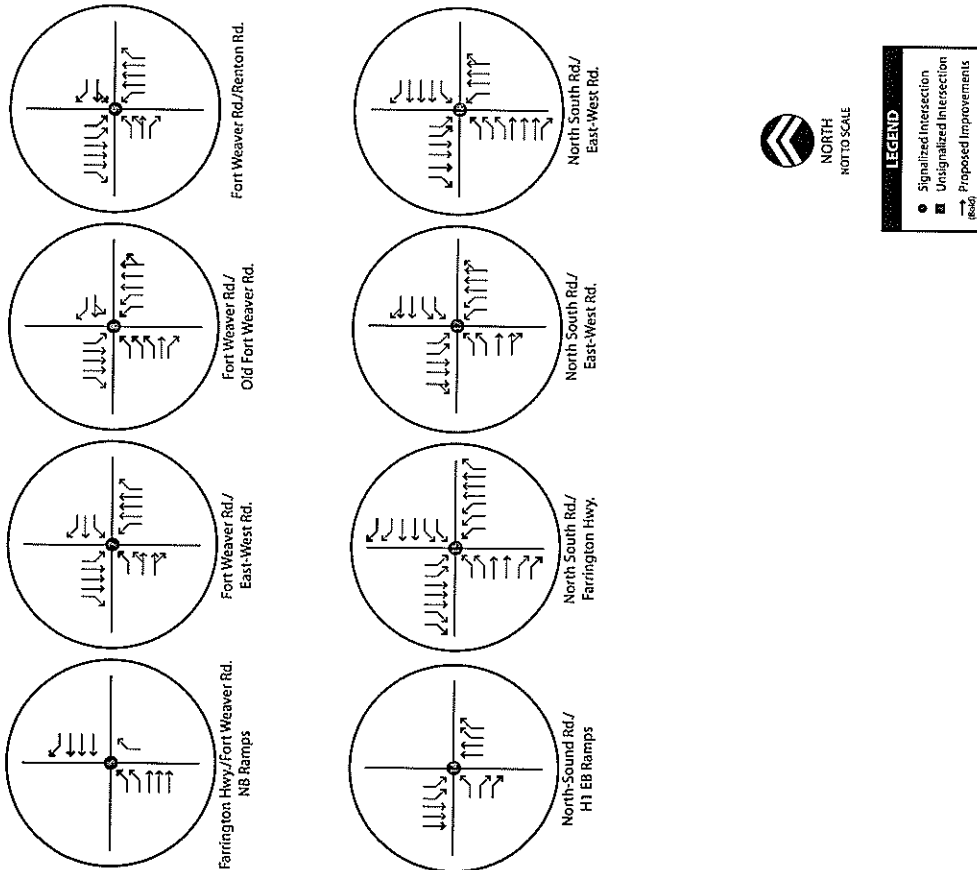 Farrington Hwy./Fort Weaver Rd.
NB Ramps
Fort Weaver Rd./
East-West Rd.
Fort Weaver Rd./
Old Fort Weaver Rd.
Fort Weaver Rd./Renton Rd.
North-Sound Rd./
H1 EB Ramps
North South Rd./
Farrington Hwy.
North South Rd./
East-West Rd.
North South Rd./
East-West Rd.
NORTH
NOT TO SCALE
LEGEND
Signalized Intersection
Unsignalized Intersection
Proposed Improvements
(Bold)